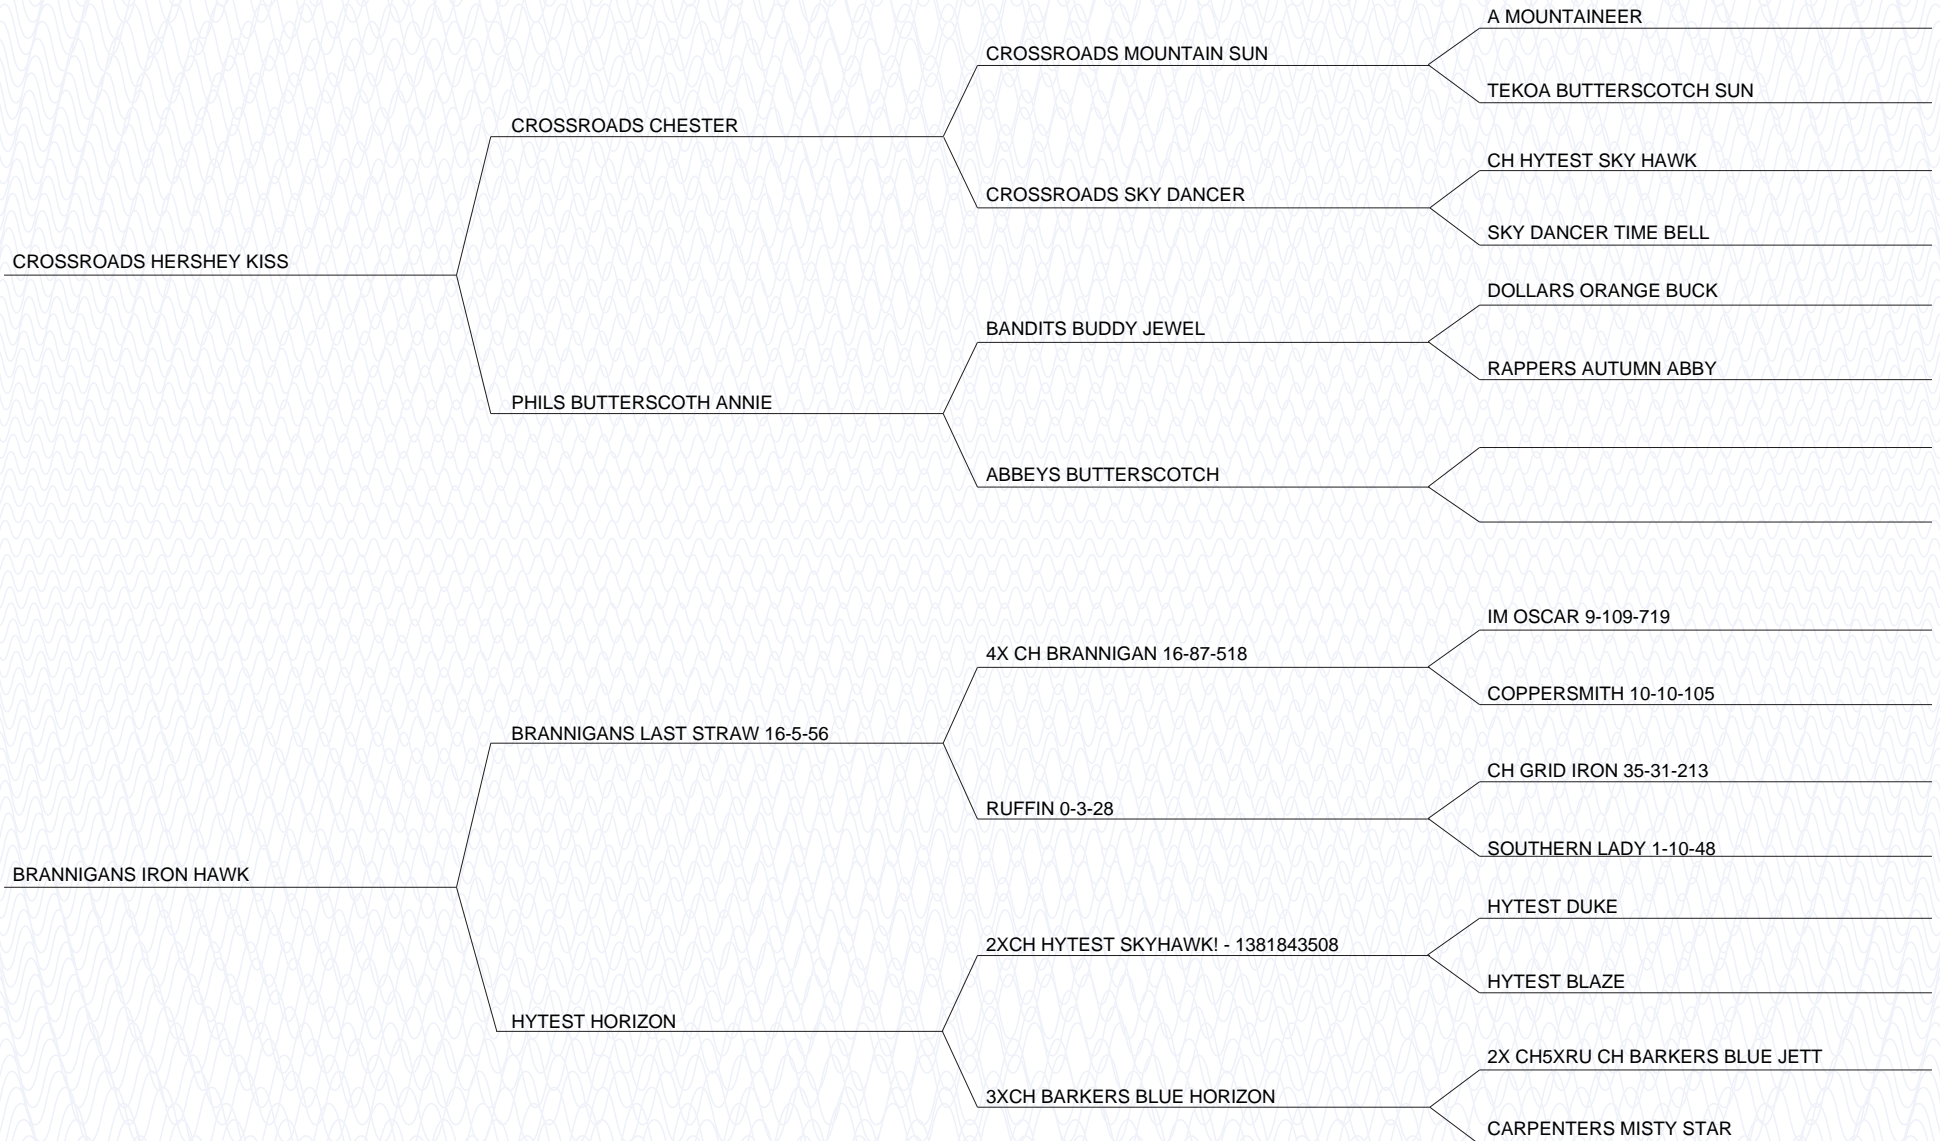 A MOUNTAINEER
CROSSROADS MOUNTAIN SUN
TEKOA BUTTERSCOTCH SUN
CROSSROADS CHESTER
CH HYTEST SKY HAWK
CROSSROADS SKY DANCER
SKY DANCER TIME BELL
CROSSROADS HERSHEY KISS
DOLLARS ORANGE BUCK
BANDITS BUDDY JEWEL
RAPPERS AUTUMN ABBY
PHILS BUTTERSCOTH ANNIE
ABBEYS BUTTERSCOTCH
IM OSCAR 9-109-719
4X CH BRANNIGAN 16-87-518
COPPERSMITH 10-10-105
BRANNIGANS LAST STRAW 16-5-56
CH GRID IRON 35-31-213
RUFFIN 0-3-28
SOUTHERN LADY 1-10-48
BRANNIGANS IRON HAWK
HYTEST DUKE
2XCH HYTEST SKYHAWK! - 1381843508
HYTEST BLAZE
HYTEST HORIZON
2X CH5XRU CH BARKERS BLUE JETT
3XCH BARKERS BLUE HORIZON
CARPENTERS MISTY STAR